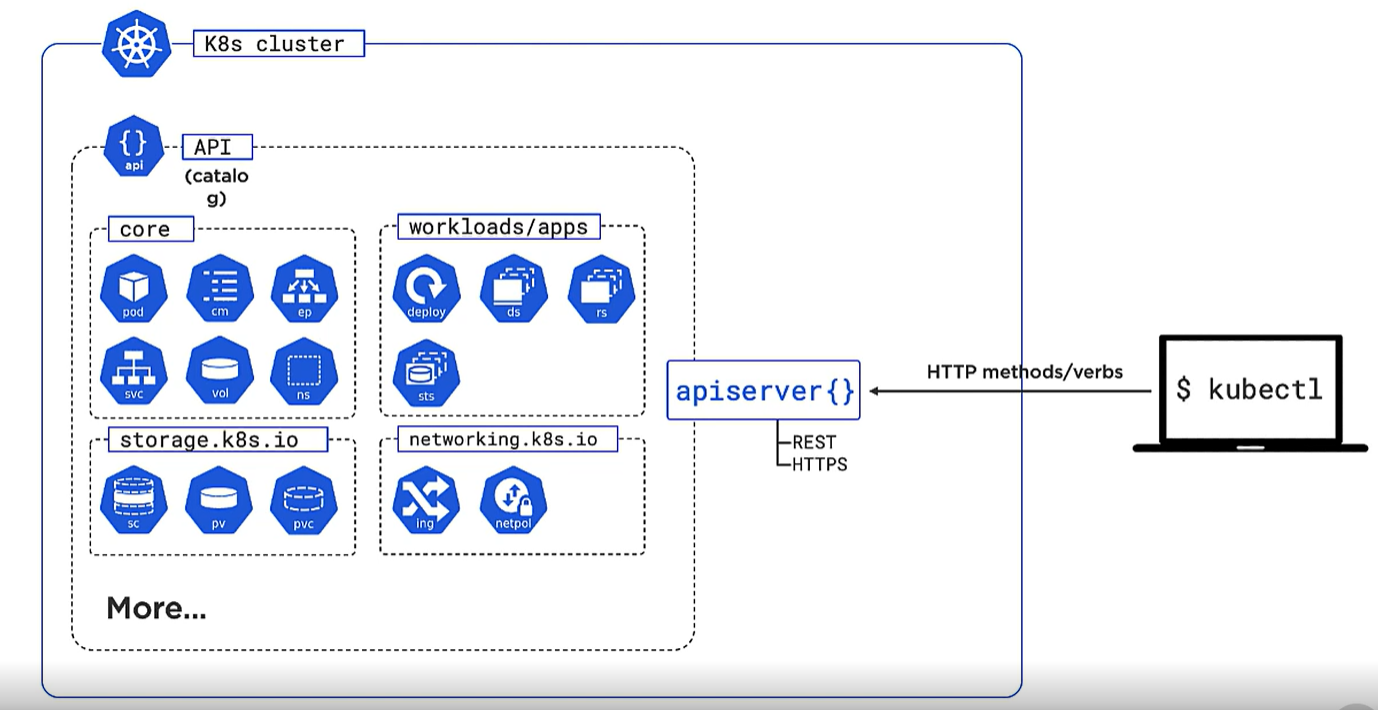 K8s cluster
{}
api
API
(catalo
g)
core
pod
cm
ep
svc
vol
ns
workloads/apps
deploy
ds
rs
sts
storage.k8s.io
sc
pv
pvc
networking.k8s.io
ing
netpol
More...
apiserver{}
REST
HTTPS
HTTP methods/verbs
$ kubectl